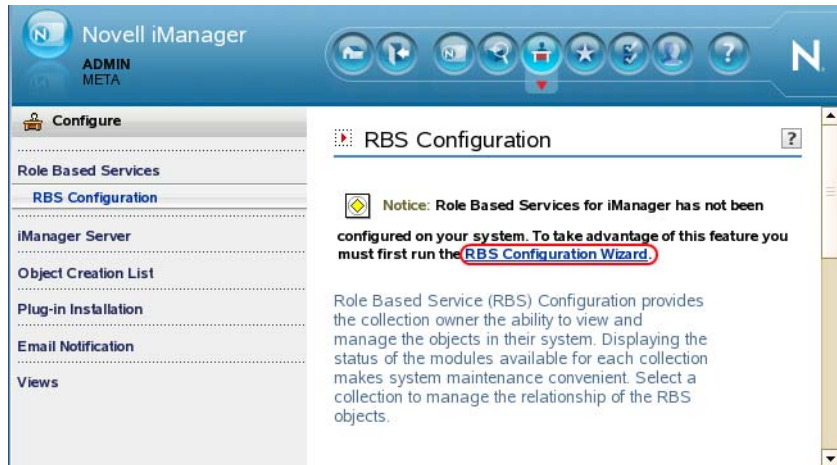 Novell iManager
ADMIN
META
N
?
N
Configure
Role Based Services
RBS Configuration
iManager Server
Object Creation List
Plug-in Installation
Email Notification
Views
RBS Configuration
?
Notice: Role Based Services for iManager has not been
configured on your system. To take advantage of this feature you
must first run the RBS Configuration Wizard.
Role Based Service (RBS) Configuration provides
the collection owner the ability to view and
manage the objects in their system. Displaying the
status of the modules available for each collection
makes system maintenance convenient. Select a
collection to manage the relationship of the RBS
objects.